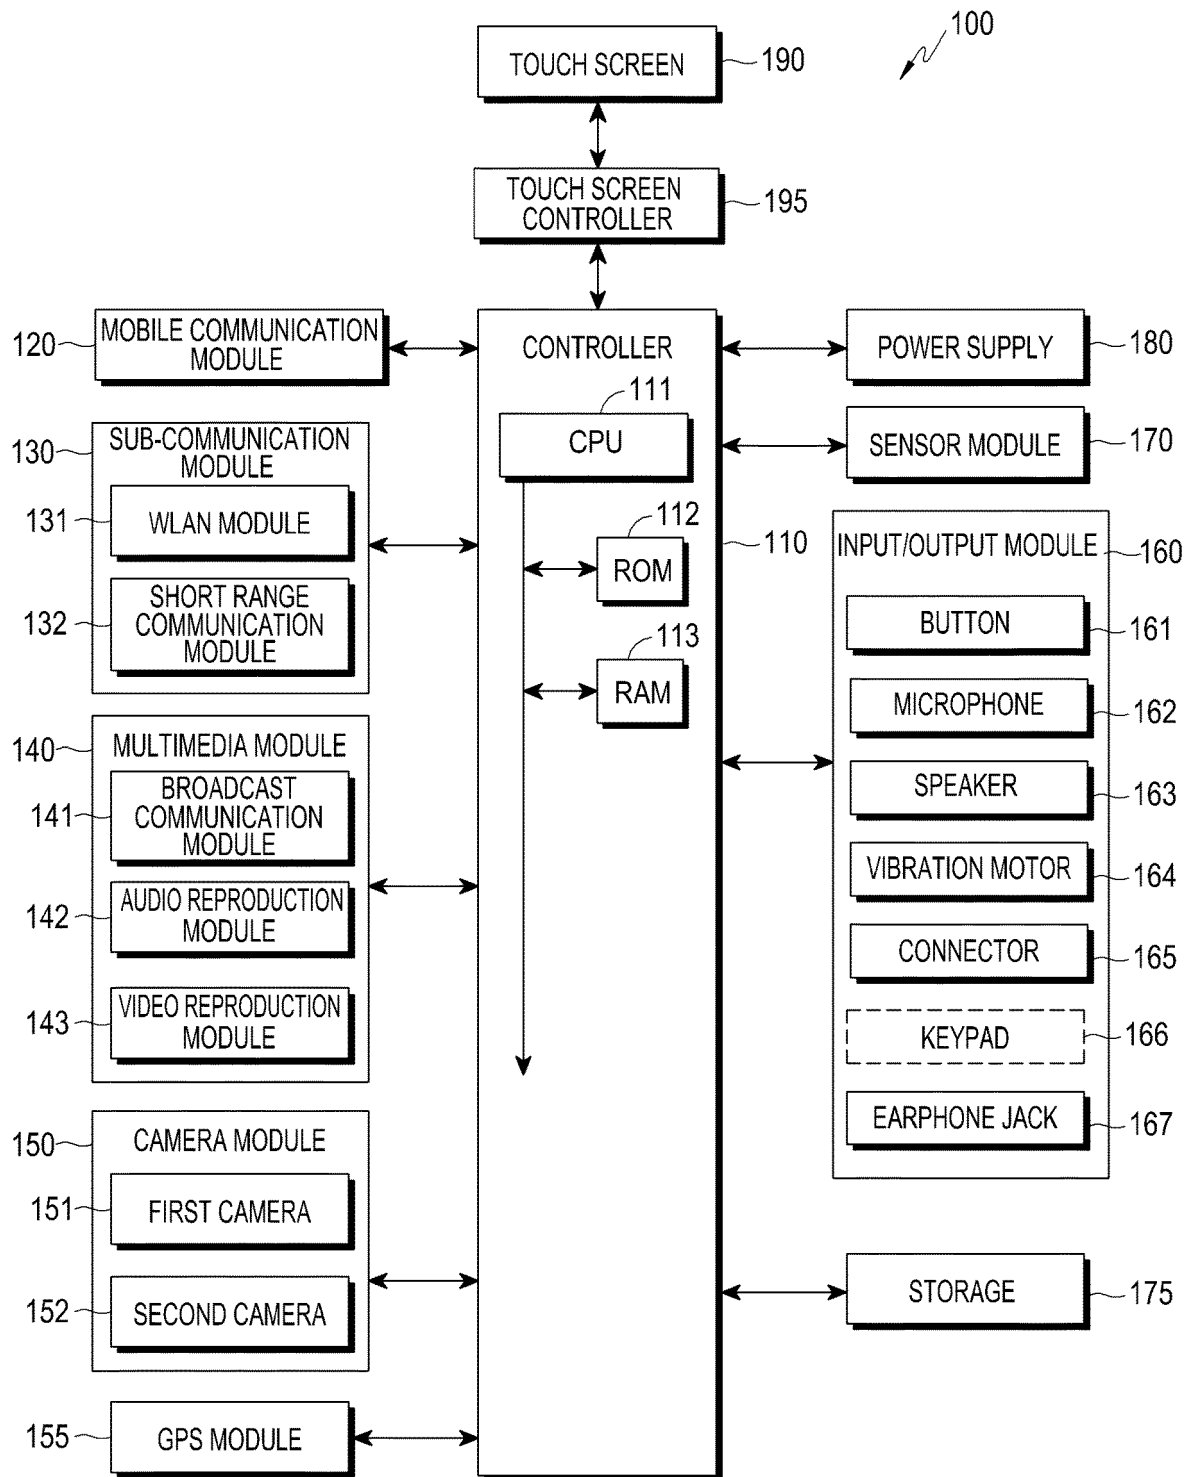 100
TOUCH SCREEN
190
TOUCH SCREEN
CONTROLLER
195
120
MOBILE COMMUNICATION
MODULE
130
SUB-COMMUNICATION
MODULE
131
WLAN MODULE
132
SHORT RANGE
COMMUNICATION
MODULE
140
MULTIMEDIA MODULE
141
BROADCAST
COMMUNICATION
MODULE
142
AUDIO REPRODUCTION
MODULE
143
VIDEO REPRODUCTION
MODULE
150
CAMERA MODULE
151
FIRST CAMERA
152
SECOND CAMERA
155
GPS MODULE
CONTROLLER
111
CPU
112
ROM
113
RAM
110
POWER SUPPLY
180
SENSOR MODULE
170
INPUT/OUTPUT MODULE
160
BUTTON
161
MICROPHONE
162
SPEAKER
163
VIBRATION MOTOR
164
CONNECTOR
165
KEYPAD
166
EARPHONE JACK
167
STORAGE
175